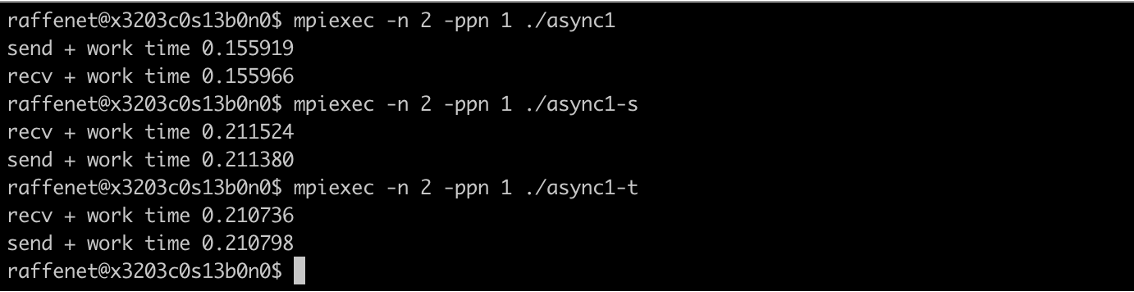 raffenet@x3203c0s13b0n0$ mpiexec -n 2 -ppn 1 ./async1
send + work time 0.155919
recv + work time 0.155966
raffenet@x3203c0s13b0n0$ mpiexec -n 2 -ppn 1 ./async1-s
recv + work time 0.211524
send + work time 0.211380
raffenet@x3203c0s13b0n0$ mpiexec -n 2 -ppn 1 ./async1-t
recv + work time 0.210736
send + work time 0.210798
raffenet@x3203c0s13b0n0$